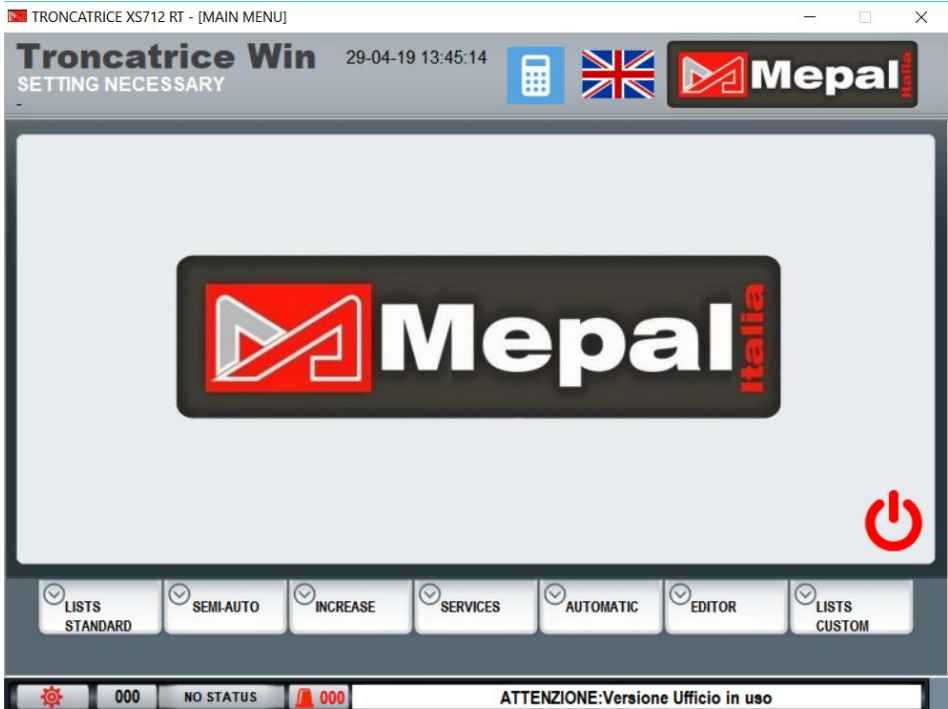 TRONCATRICE XS712 RT - [MAIN MENU]
Troncatrice Win
29-04-19 13:45:14
SETTING NECESSARY
-
Mepal Italia
Mepal Italia
LISTS
STANDARD
SEMI-AUTO
INCREASE
SERVICES
AUTOMATIC
EDITOR
LISTS
CUSTOM
000
NO STATUS
000
ATTENZIONE:Versione Ufficio in uso